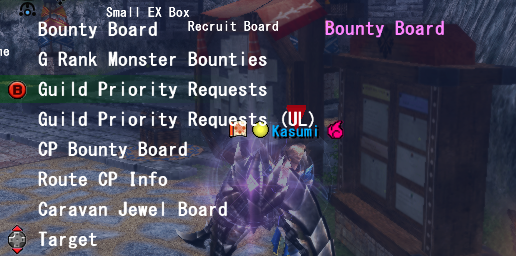 Small EX Box
Bounty Board
Recruit Board
Bounty Board
me
G Rank Monster Bounties
B
Guild Priority Requests
Guild Priority Requests (UL)
Kasumi
CP Bounty Board
Route CP Info
Caravan Jewel Board
Target